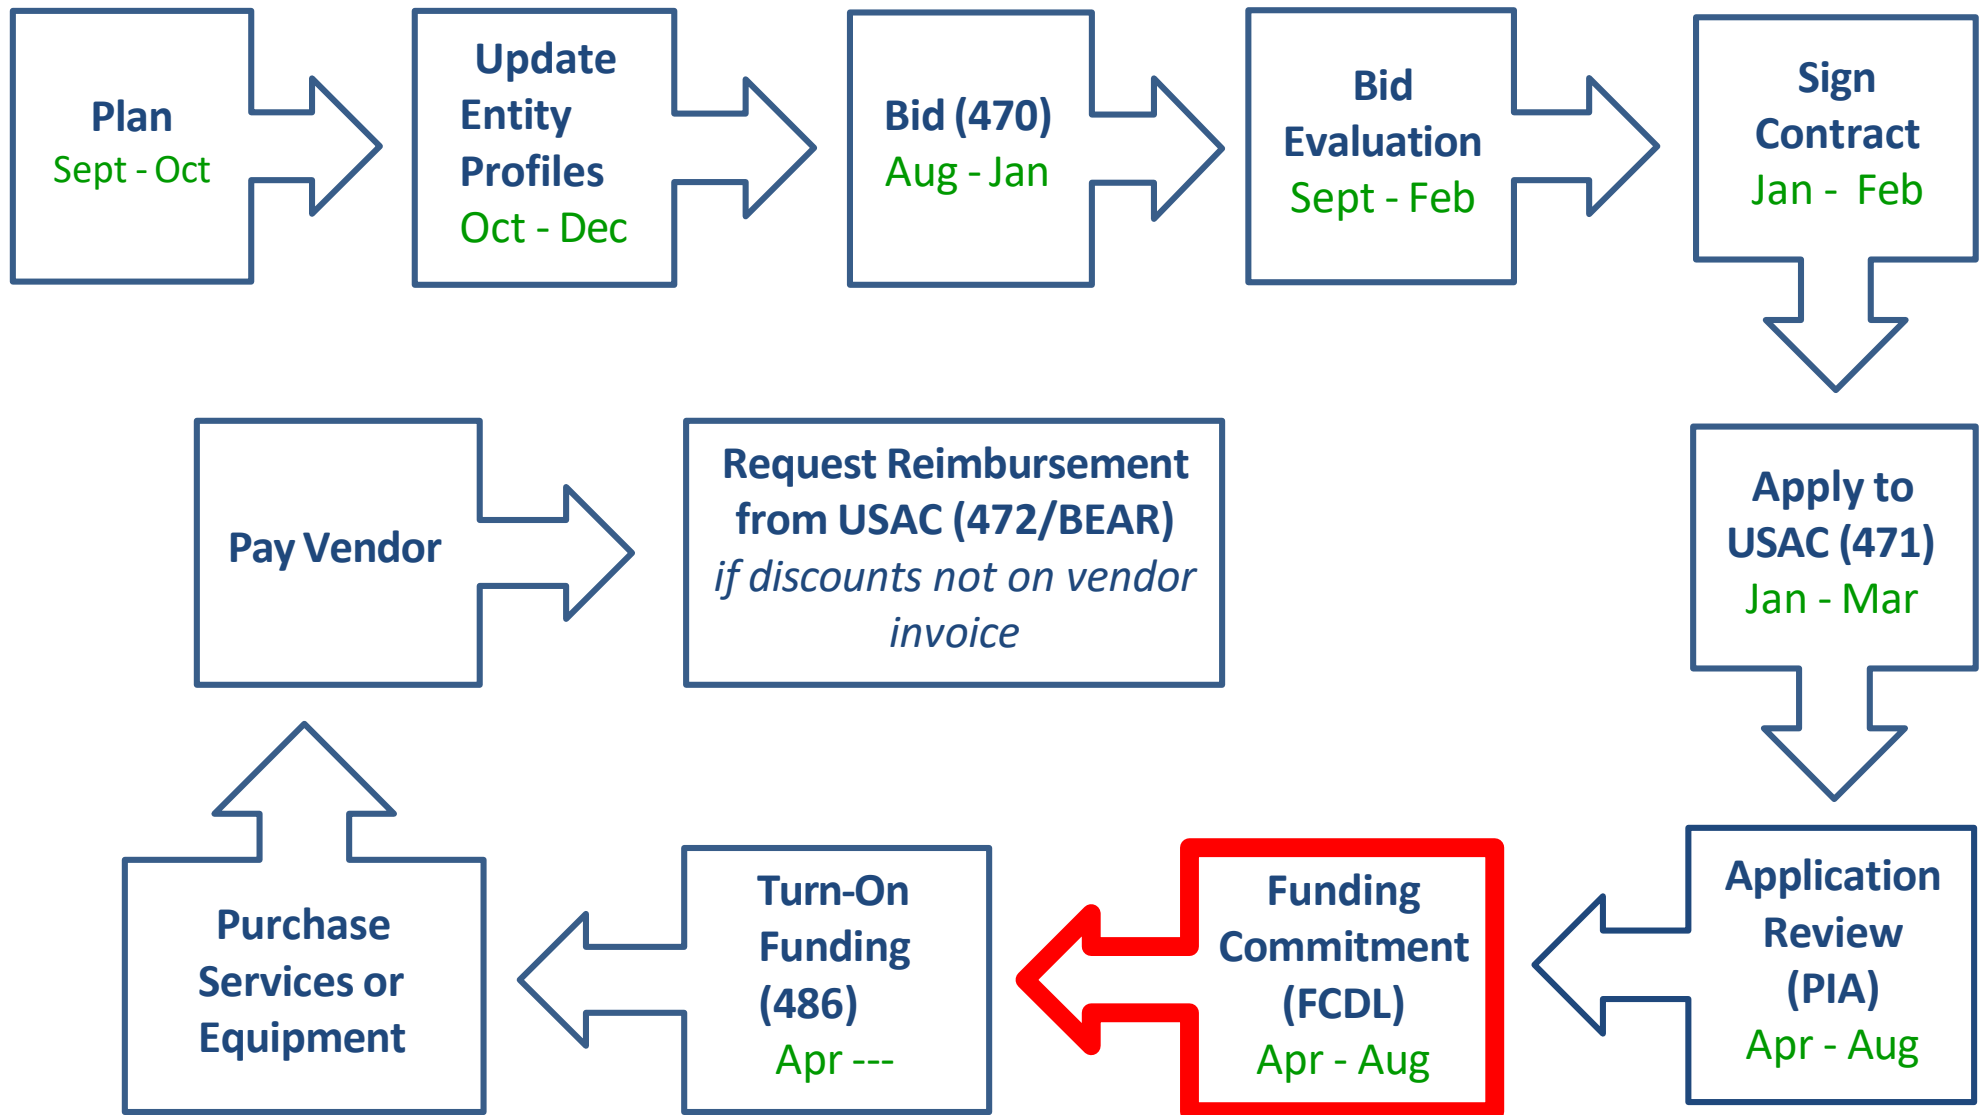 Plan
Sept - Oct
Update
Entity
Profiles
Oct - Dec
Bid (470)
Aug - Jan
Bid
Evaluation
Sept - Feb
Sign
Contract
Jan - Feb
Apply to
USAC (471)
Jan - Mar
Application
Review
(PIA)
Apr - Aug
Funding
Commitment
(FCDL)
Apr - Aug
Turn-On
Funding
(486)
Apr ---
Purchase
Services or
Equipment
Pay Vendor
Request Reimbursement
from USAC (472/BEAR)
if discounts not on vendor
invoice